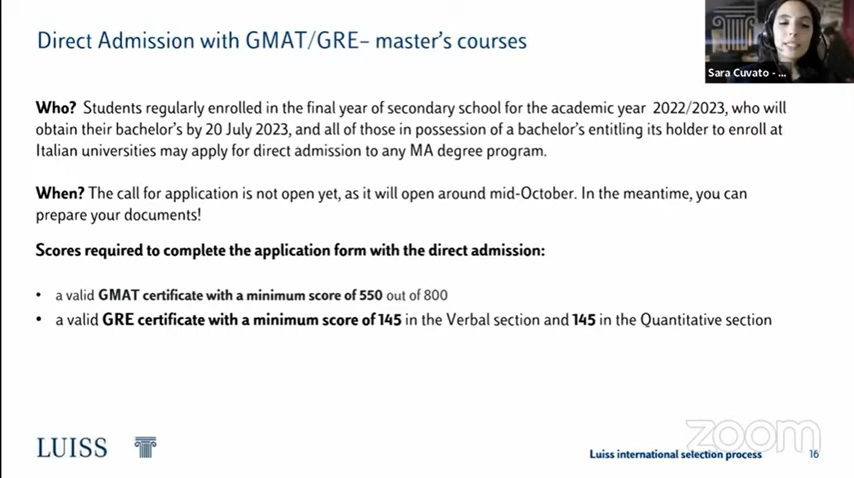 Direct Admission with GMAT/GRE– master's courses
Sara Cuvato - ...
Who? Students regularly enrolled in the final year of secondary school for the academic year 2022/2023, who will
obtain their bachelor's by 20 July 2023, and all of those in possession of a bachelor's entitling its holder to enroll at
Italian universities may apply for direct admission to any MA degree program.
When? The call for application is not open yet, as it will open around mid-October. In the meantime, you can
prepare your documents!
Scores required to complete the application form with the direct admission:
• a valid GMAT certificate with a minimum score of 550 out of 800
• a valid GRE certificate with a minimum score of 145 in the Verbal section and 145 in the Quantitative section
LUISS
zoom
Luiss international selection process 16